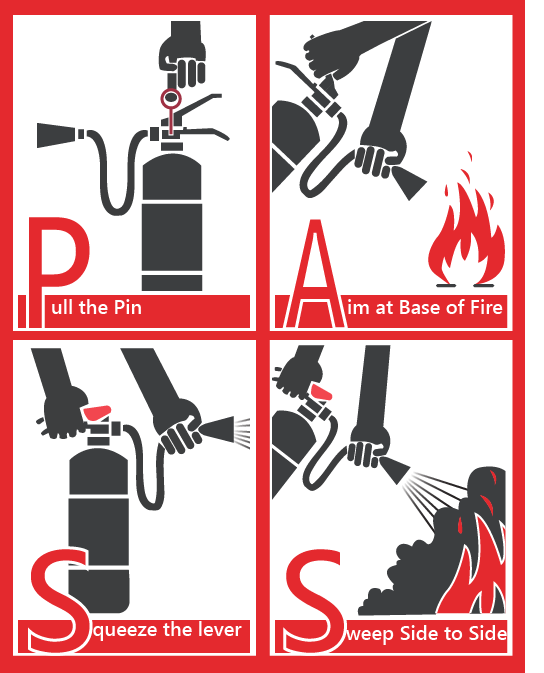 Pull the Pin
Aim at Base of Fire
Squeeze the lever
Sweep Side to Side